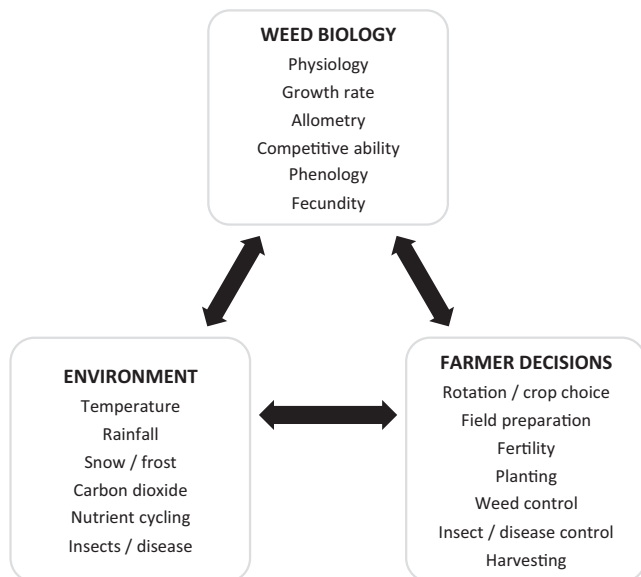 WEED BIOLOGY
Physiology
Growth rate
Allometry
Competitive ability
Phenology
Fecundity
ENVIRONMENT
Temperature
Rainfall
Snow / frost
Carbon dioxide
Nutrient cycling
Insects / disease
FARMER DECISIONS
Rotation / crop choice
Field preparation
Fertility
Planting
Weed control
Insect / disease control
Harvesting